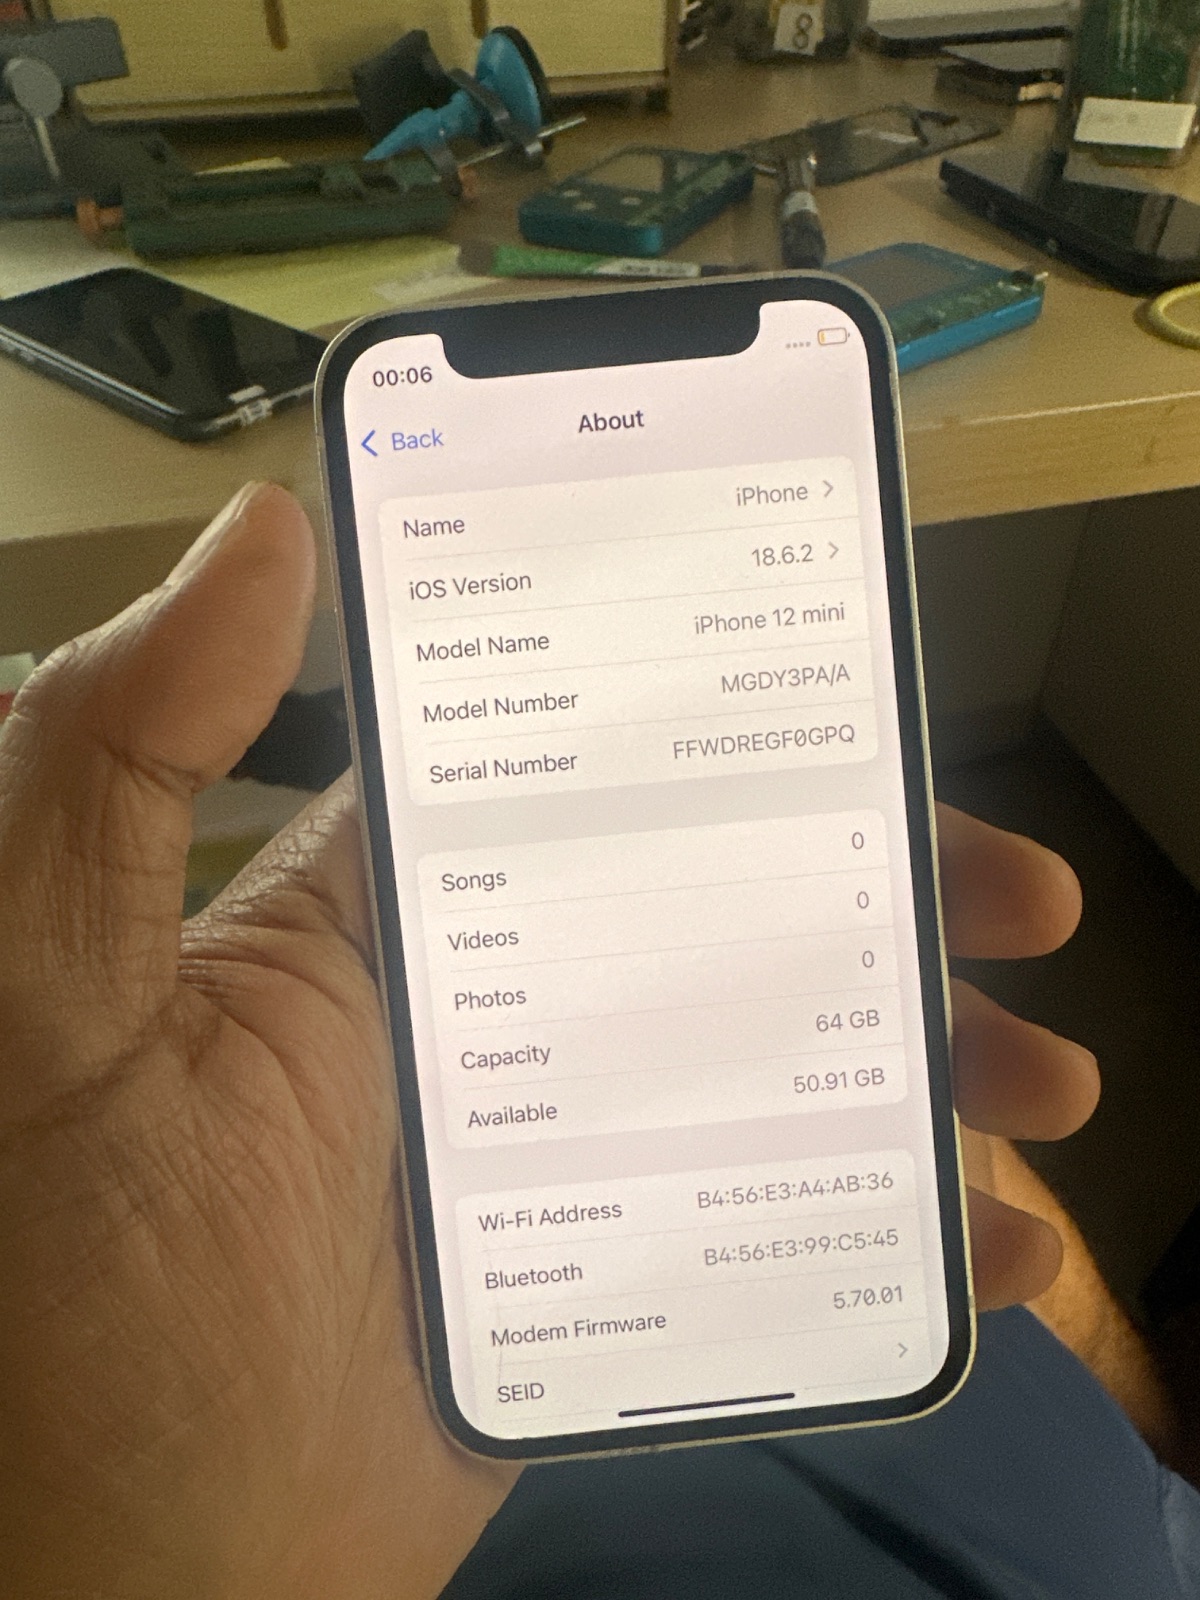 8
00:06
Back
About
Name iPhone
iOS Version 18.6.2
Model Name iPhone 12 mini
Model Number MGDY3PA/A
Serial Number FFWDREGF0GPQ
Songs 0
Videos 0
Photos 0
Capacity 64 GB
Available 50.91 GB
Wi-Fi Address B4:56:E3:A4:AB:36
Bluetooth B4:56:E3:99:C5:45
Modem Firmware 5.70.01
SEID